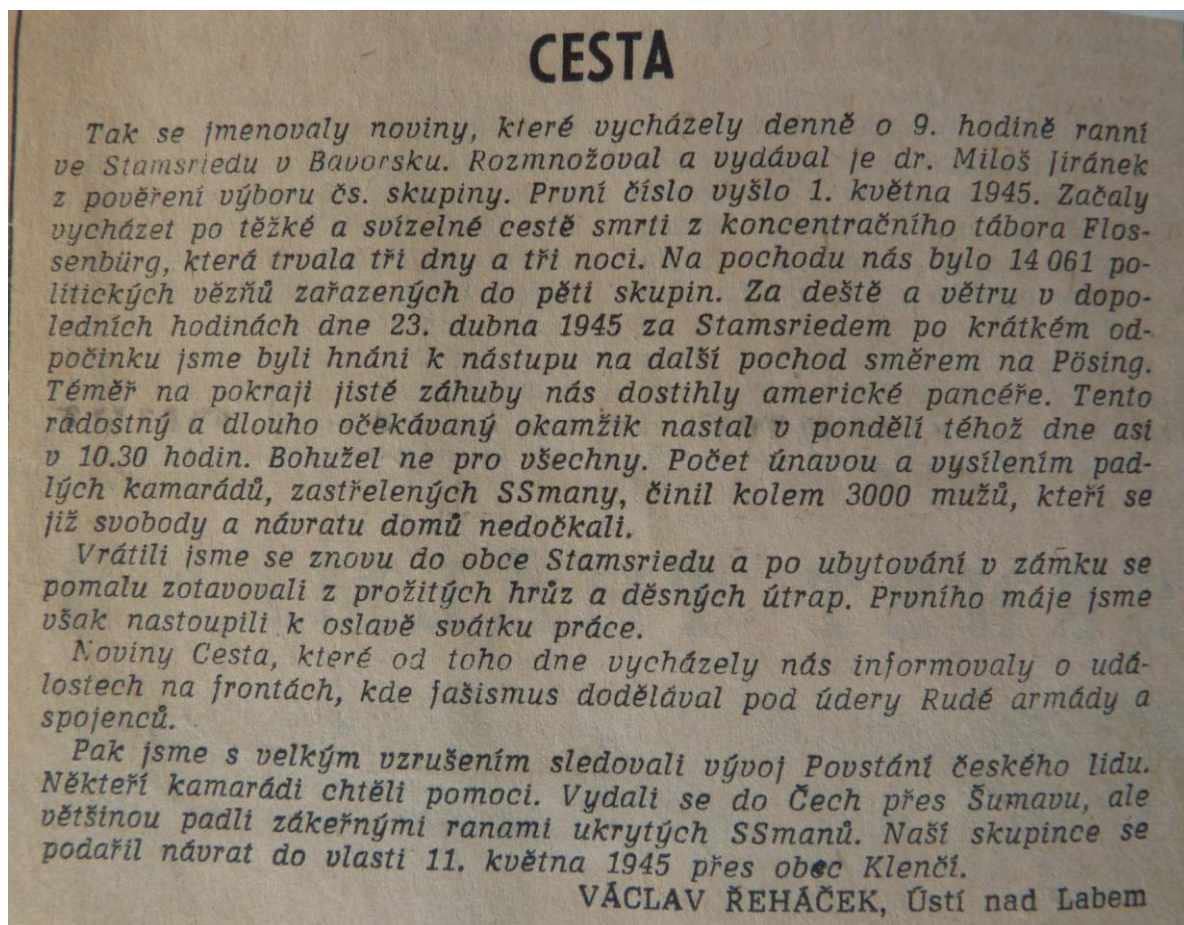 CESTA
Tak se jmenovaly noviny, které vycházely denně o 9. hodině ranní
ve Stamsriedu v Bavorsku. Rozmnožoval a vydával je dr. Miloš Jiránek
z pověření výboru čs. skupiny. První číslo vyšlo 1. května 1945. Začaly
vycházet po těžké a svízelné cestě smrti z koncentračního tábora Flos-
senbürg, která trvala tři dny a tři noci. Na pochodu nás bylo 14 061 po-
litických vězňů zařazených do pěti skupin. Za deště a větru v dopo-
ledních hodinách dne 23. dubna 1945 za Stamsriedem po krátkém od-
počinku jsme byli hnáni k nástupu na další pochod směrem na Pösing.
Téměř na pokraji jisté záhuby nás dostihly americké pancéře. Tento
radostný a dlouho očekávaný okamžik nastal v pondělí téhož dne asi
v 10.30 hodin. Bohužel ne pro všechny. Počet únavou a vysílením pad-
lých kamarádů, zastřelených SSmany, činil kolem 3000 mužů, kteří se
již svobody a návratu domů nedočkali.
Vrátili jsme se znovu do obce Stamsriedu a po ubytování v zámku se
pomalu zotavovali z prožitých hrůz a děsných útrap. Prvního máje jsme
však nastoupili k oslavě svátku práce.
Noviny Cesta, které od toho dne vycházely nás informovaly o udá-
lostech na frontách, kde fašismus dodělával pod údery Rudé armády a
spojenců.
Pak jsme s velkým vzrušením sledovali vývoj Povstání českého lidu.
Někteří kamarádi chtěli pomoci. Vydali se do Čech přes Šumavu, ale
většinou padli zákeřnými ranami ukrytých SSmanů. Naší skupince se
podařil návrat do vlasti 11. května 1945 přes obec Klenčí.
VÁCLAV ŘEHÁČEK, Ústí nad Labem